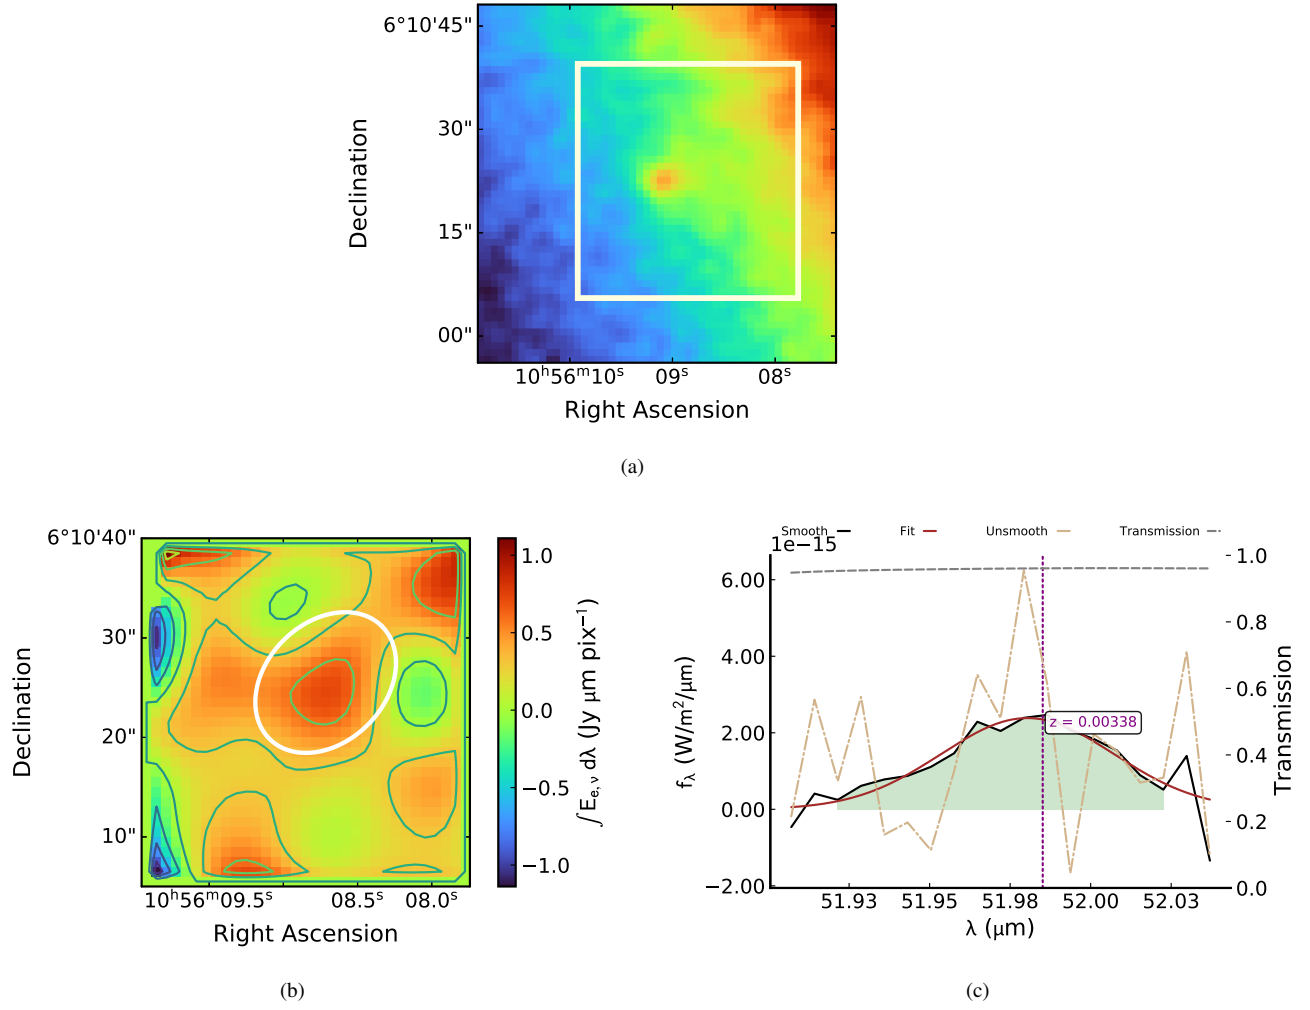 6°10'45"
30"
15"
00"
Declination
10ʰ56ᵐ10ˢ 09ˢ 08ˢ
Right Ascension
(a)
6°10'40"
30"
20"
10"
Declination
10ʰ56ᵐ09.5ˢ 08.5ˢ 08.0ˢ
Right Ascension
1.0
0.5
0.0
−0.5
−1.0
∫E_{e,ν} dλ (Jy μm pix⁻¹)
(b)
Smooth Fit Unsmooth Transmission
1e−15
6.00
4.00
2.00
0.00
−2.00
f_λ (W/m²/μm)
z = 0.00338
1.0
0.8
0.6
0.4
0.2
0.0
Transmission
51.93 51.95 51.98 52.00 52.03
λ (μm)
(c)